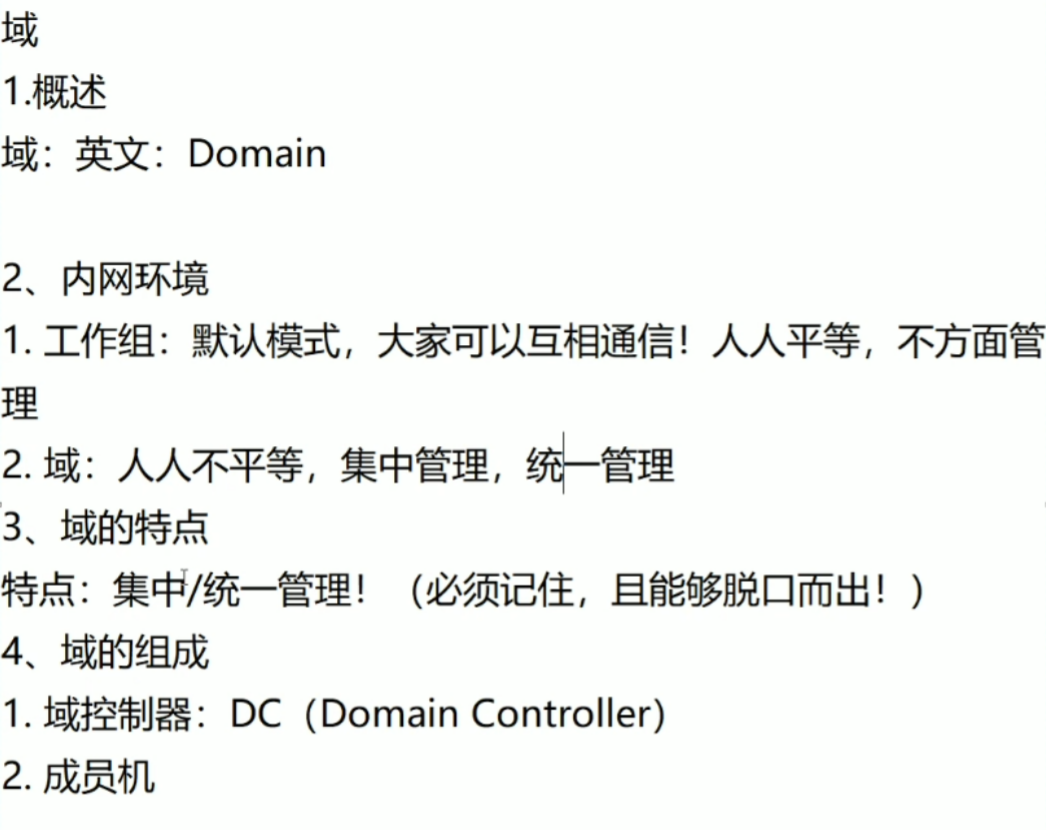 域
1.概述
域：英文：Domain
2、内网环境
1. 工作组：默认模式，大家可以互相通信！人人平等，不方面管
理
2. 域：人人不平等，集中管理，统一管理
3、域的特点
特点：集中/统一管理！（必须记住，且能够脱口而出！）
4、域的组成
1. 域控制器：DC（Domain Controller）
2. 成员机